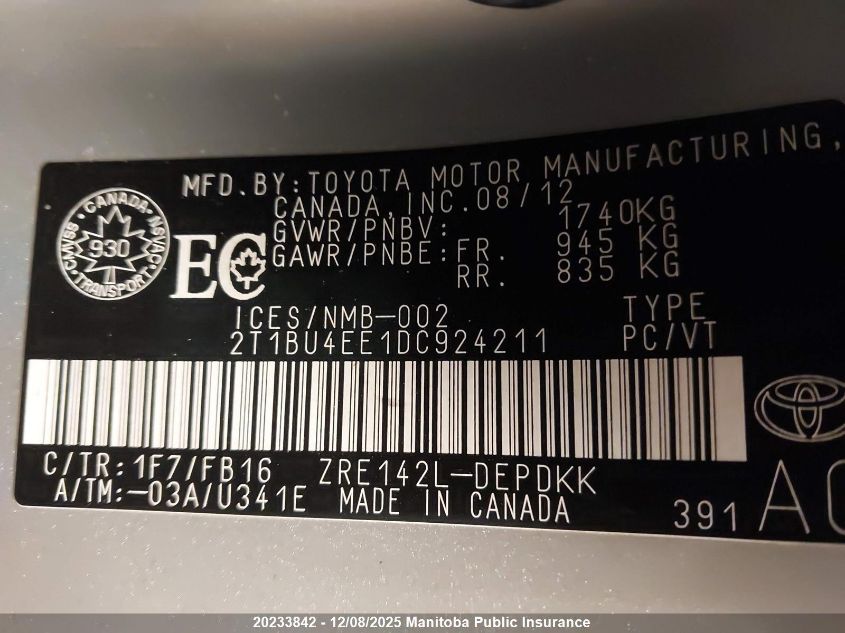 MFD. BY: TOYOTA MOTOR MANUFACTURING,
CANADA, INC. 08/12
GVWR/PNBV: 1740KG
GAWR/PNBE: FR. 945 KG
RR. 835 KG
CANADA
CMVSS
NSVAC
930
TRANSPORT
EC
ICES/NMB-002
TYPE
2T1BU4EE1DC924211
PC/VT
C/TR: 1F7/FB16 ZRE142L-DEPDKK
A/TM: -03A/U341E MADE IN CANADA
391
20233842 - 12/08/2025 Manitoba Public Insurance